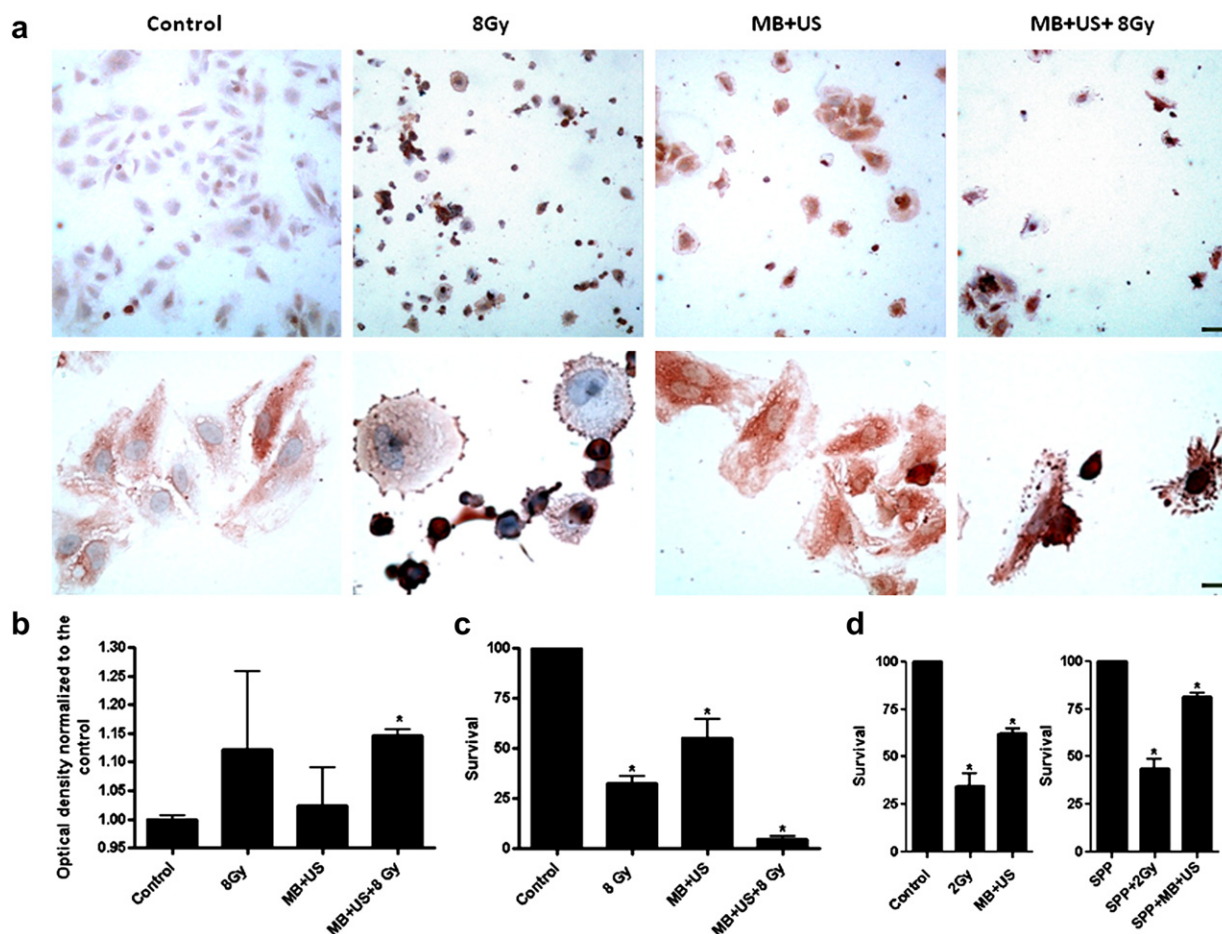 a
Control
8Gy
MB+US
MB+US+ 8Gy
b
Optical density normalized to the
control
1.30
1.25
1.20
1.15
1.10
1.05
1.00
0.95
*
Control
8Gy
MB+US
MB+US+8 Gy
c
Survival
100
75
50
25
0
*
*
*
Control
8 Gy
MB+US
MB+US+8 Gy
d
Survival
100
75
50
25
0
*
*
Control
2Gy
MB+US
Survival
100
75
50
25
0
*
*
SPP
SPP+2Gy
SPP+MB+US